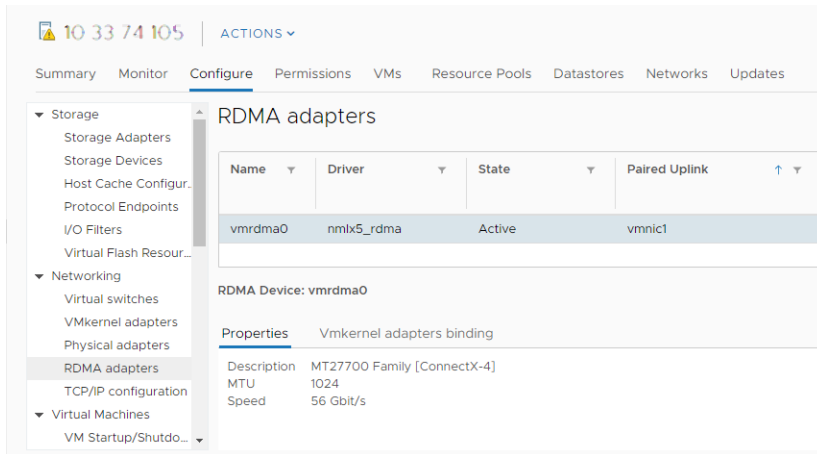 10 33 74 105 ACTIONS
Summary Monitor Configure Permissions VMs Resource Pools Datastores Networks Updates
Storage
Storage Adapters
Storage Devices
Host Cache Configur..
Protocol Endpoints
I/O Filters
Virtual Flash Resour...
Networking
Virtual switches
VMkernel adapters
Physical adapters
RDMA adapters
TCP/IP configuration
Virtual Machines
VM Startup/Shutdo...
RDMA adapters
Name Driver State Paired Uplink
vmrdma0 nmlx5_rdma Active vmnic1
RDMA Device: vmrdma0
Properties Vmkernel adapters binding
Description MT27700 Family [ConnectX-4]
MTU 1024
Speed 56 Gbit/s